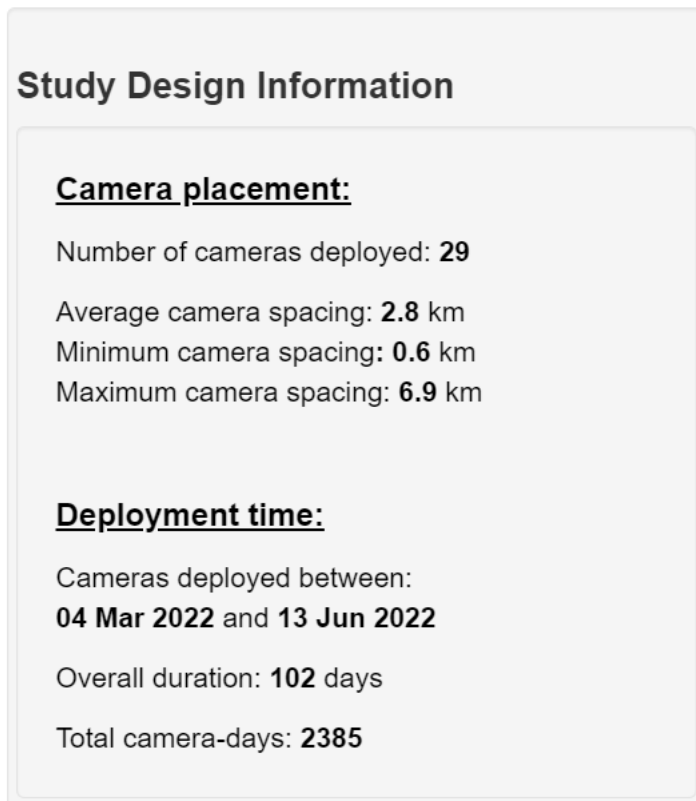 Study Design Information
Camera placement:
Number of cameras deployed: 29
Average camera spacing: 2.8 km
Minimum camera spacing: 0.6 km
Maximum camera spacing: 6.9 km
Deployment time:
Cameras deployed between:
04 Mar 2022 and 13 Jun 2022
Overall duration: 102 days
Total camera-days: 2385